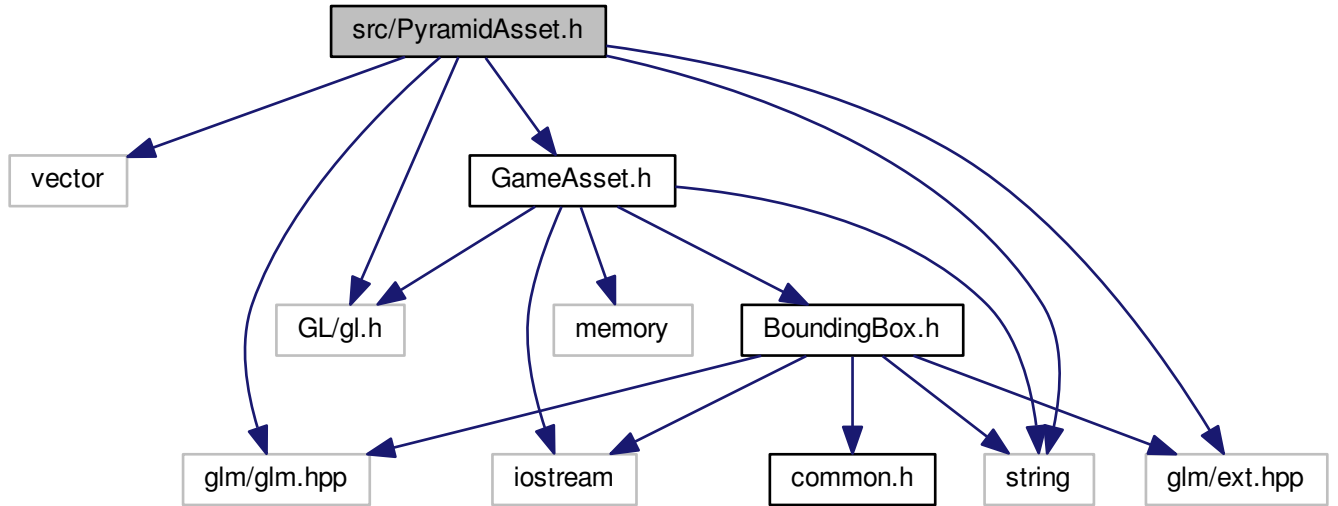 src/PyramidAsset.h
vector
GameAsset.h
GL/gl.h
memory
BoundingBox.h
glm/glm.hpp
iostream
common.h
string
glm/ext.hpp